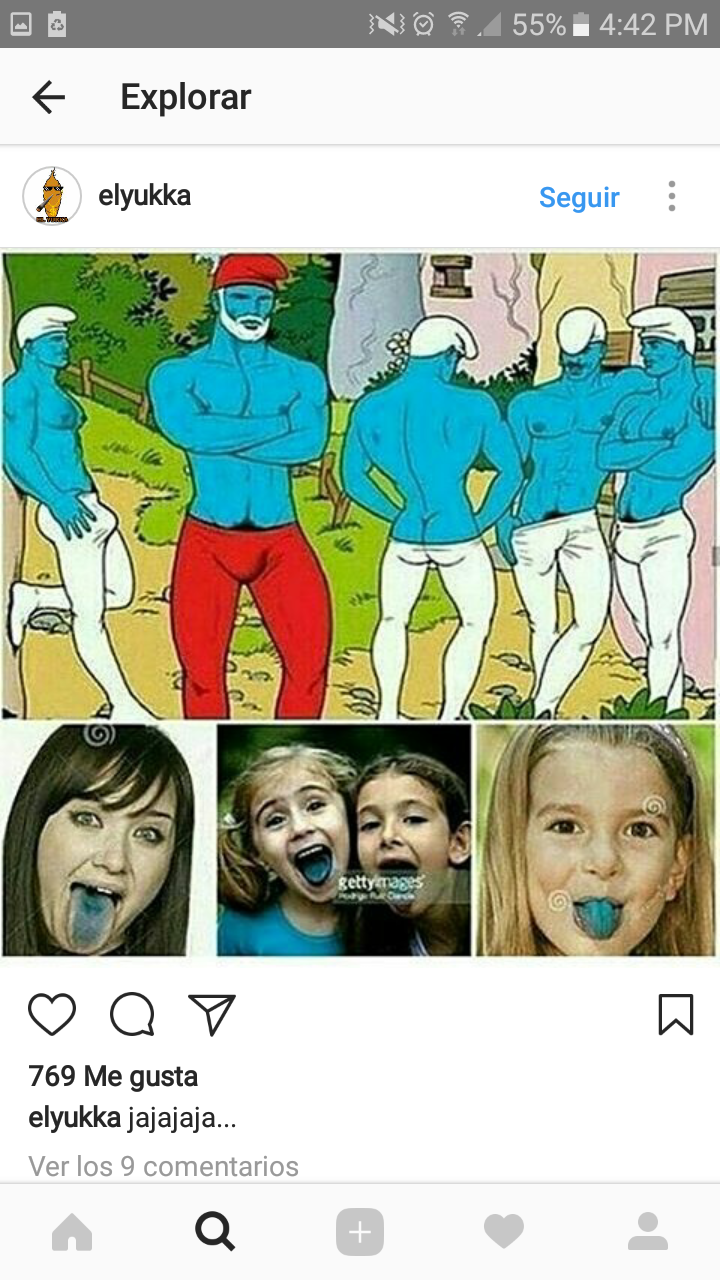 55% 4:42 PM
Explorar
elyukka
Seguir
gettyimages
769 Me gusta
elyukka jajajaja...
Ver los 9 comentarios